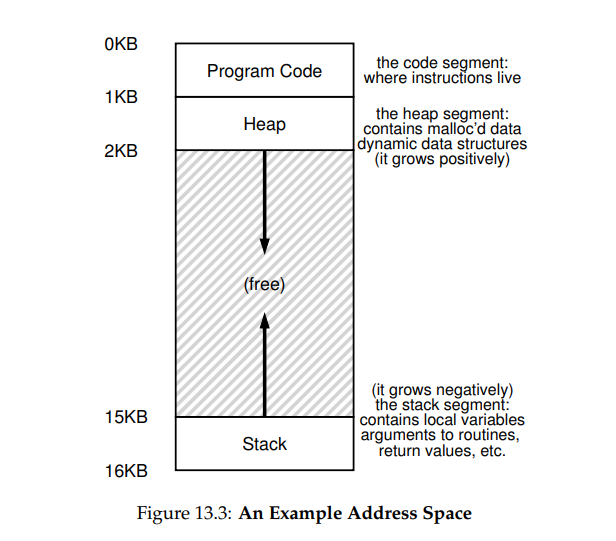 0KB
Program Code
the code segment:
where instructions live
1KB
Heap
the heap segment:
contains malloc'd data
dynamic data structures
(it grows positively)
2KB
(free)
(it grows negatively)
the stack segment:
contains local variables
arguments to routines,
return values, etc.
15KB
Stack
16KB
Figure 13.3: An Example Address Space